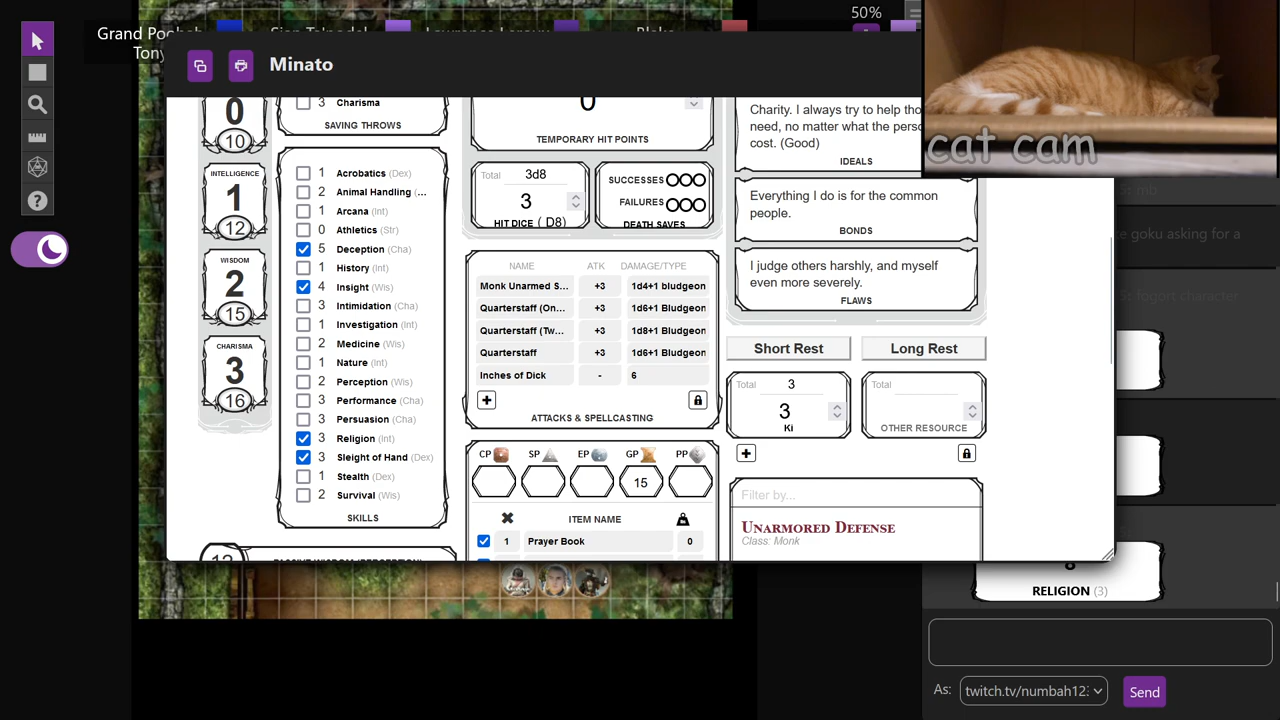 50%
Grand Poobah
Tony
Minato
cat cam
0
10
INTELLIGENCE
1
12
WISDOM
2
15
CHARISMA
3
16
3 Charisma
SAVING THROWS
1 Acrobatics (Dex)
2 Animal Handling (...
1 Arcana (Int)
0 Athletics (Str)
5 Deception (Cha)
1 History (Int)
4 Insight (Wis)
3 Intimidation (Cha)
1 Investigation (Int)
2 Medicine (Wis)
1 Nature (Int)
2 Perception (Wis)
3 Performance (Cha)
3 Persuasion (Cha)
3 Religion (Int)
3 Sleight of Hand (Dex)
1 Stealth (Dex)
2 Survival (Wis)
SKILLS
0
TEMPORARY HIT POINTS
Total 3d8
3
HIT DICE ( D8)
SUCCESSES
FAILURES
DEATH SAVES
NAME ATK DAMAGE/TYPE
Monk Unarmed S... +3 1d4+1 bludgeon
Quarterstaff (On... +3 1d6+1 Bludgeon
Quarterstaff (Tw... +3 1d8+1 Bludgeon
Quarterstaff +3 1d6+1 Bludgeon
Inches of Dick - 6
ATTACKS & SPELLCASTING
CP SP EP GP PP
15
ITEM NAME
1 Prayer Book 0
Charity. I always try to help tho
need, no matter what the perso
cost. (Good)
IDEALS
Everything I do is for the common
people.
BONDS
I judge others harshly, and myself
even more severely.
FLAWS
Short Rest Long Rest
Total 3
3
Ki
Total
OTHER RESOURCE
Filter by...
UNARMORED DEFENSE
Class: Monk
mb
goku asking for a
character
RELIGION (3)
As: twitch.tv/numbah12
Send
?